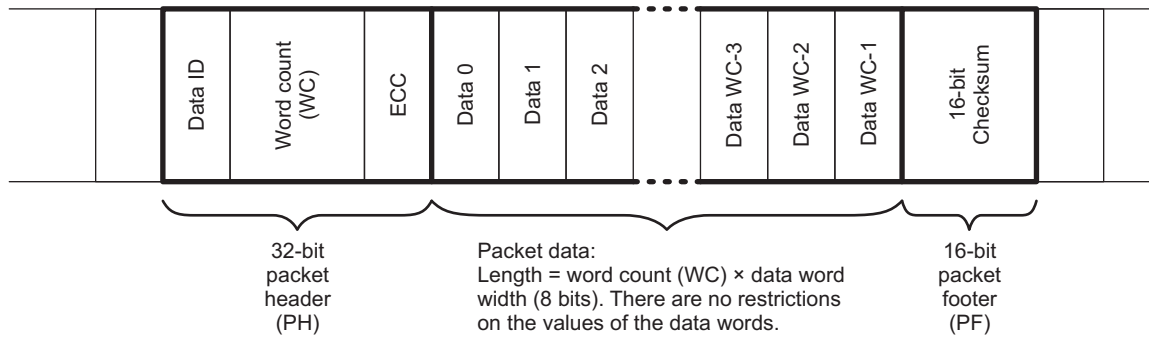 Data ID
Word count
(WC)
ECC
Data 0
Data 1
Data 2
Data WC-3
Data WC-2
Data WC-1
16-bit
Checksum
32-bit
packet
header
(PH)
Packet data:
Length = word count (WC) × data word
width (8 bits). There are no restrictions
on the values of the data words.
16-bit
packet
footer
(PF)